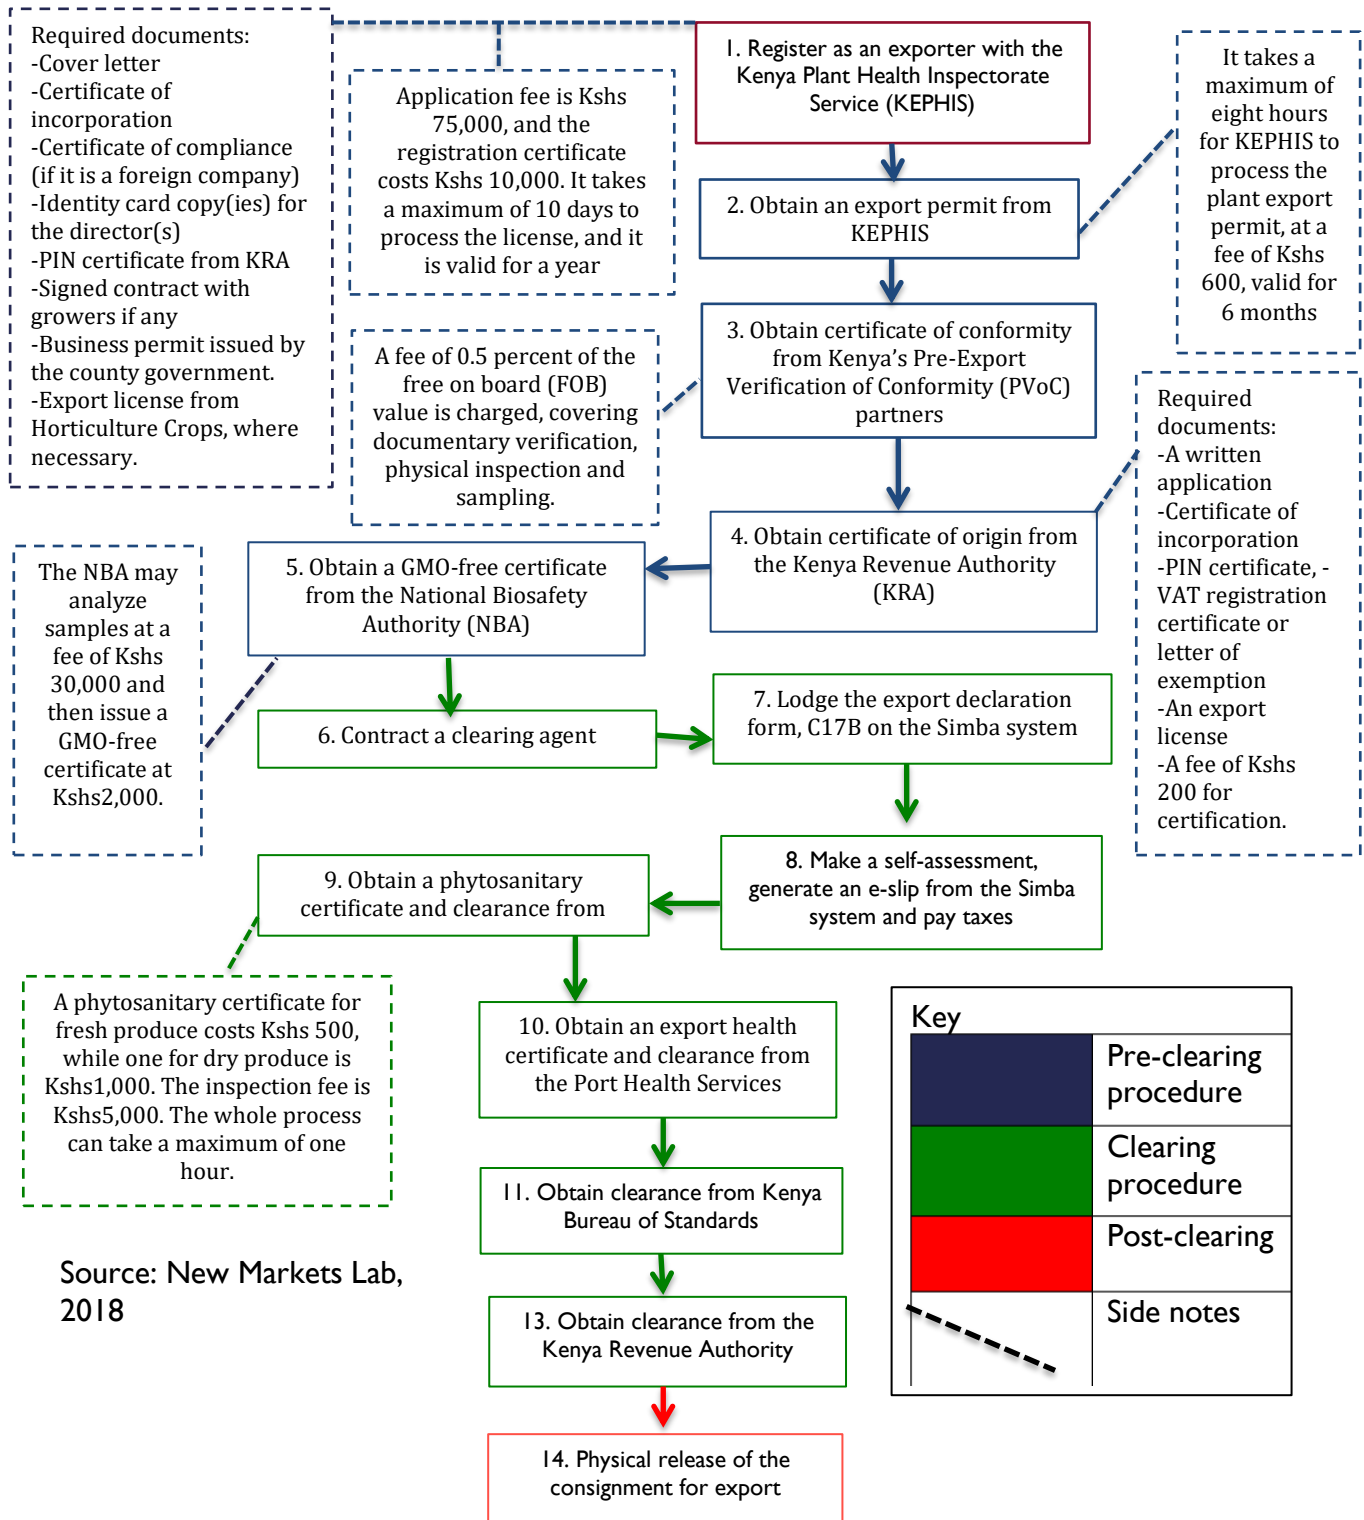 Required documents:
-Cover letter
-Certificate of
incorporation
-Certificate of compliance
(if it is a foreign company)
-Identity card copy(ies) for
the director(s)
-PIN certificate from KRA
-Signed contract with
growers if any
-Business permit issued by
the county government.
-Export license from
Horticulture Crops, where
necessary.
Application fee is Kshs
75,000, and the
registration certificate
costs Kshs 10,000. It takes
a maximum of 10 days to
process the license, and it
is valid for a year
1. Register as an exporter with the
Kenya Plant Health Inspectorate
Service (KEPHIS)
It takes a
maximum of
eight hours
for KEPHIS to
process the
plant export
permit, at a
fee of Kshs
600, valid for
6 months
2. Obtain an export permit from
KEPHIS
3. Obtain certificate of conformity
from Kenya's Pre-Export
Verification of Conformity (PVoC)
partners
A fee of 0.5 percent of the
free on board (FOB)
value is charged, covering
documentary verification,
physical inspection and
sampling.
Required
documents:
-A written
application
-Certificate of
incorporation
-PIN certificate, -
VAT registration
certificate or
letter of
exemption
-An export
license
-A fee of Kshs
200 for
certification.
4. Obtain certificate of origin from
the Kenya Revenue Authority
(KRA)
5. Obtain a GMO-free certificate
from the National Biosafety
Authority (NBA)
The NBA may
analyze
samples at a
fee of Kshs
30,000 and
then issue a
GMO-free
certificate at
Kshs2,000.
6. Contract a clearing agent
7. Lodge the export declaration
form, C17B on the Simba system
8. Make a self-assessment,
generate an e-slip from the Simba
system and pay taxes
9. Obtain a phytosanitary
certificate and clearance from
A phytosanitary certificate for
fresh produce costs Kshs 500,
while one for dry produce is
Kshs1,000. The inspection fee is
Kshs5,000. The whole process
can take a maximum of one
hour.
10. Obtain an export health
certificate and clearance from
the Port Health Services
11. Obtain clearance from Kenya
Bureau of Standards
13. Obtain clearance from the
Kenya Revenue Authority
14. Physical release of the
consignment for export
Key
Pre-clearing
procedure
Clearing
procedure
Post-clearing
Side notes
Source: New Markets Lab,
2018